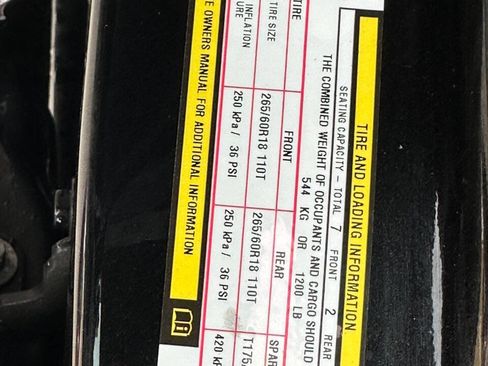 TIRE AND LOADING INFORMATION
SEATING CAPACITY – TOTAL 7 FRONT 2 REAR
THE COMBINED WEIGHT OF OCCUPANTS AND CARGO SHOULD
544 KG OR 1200 LB
TIRE FRONT REAR
TIRE SIZE 265/60R18 110T 265/60R18 110T T175
INFLATION 250 kPa / 36 PSI 250 kPa / 36 PSI 420
OWNERS MANUAL FOR ADDITIONAL INFORMATION